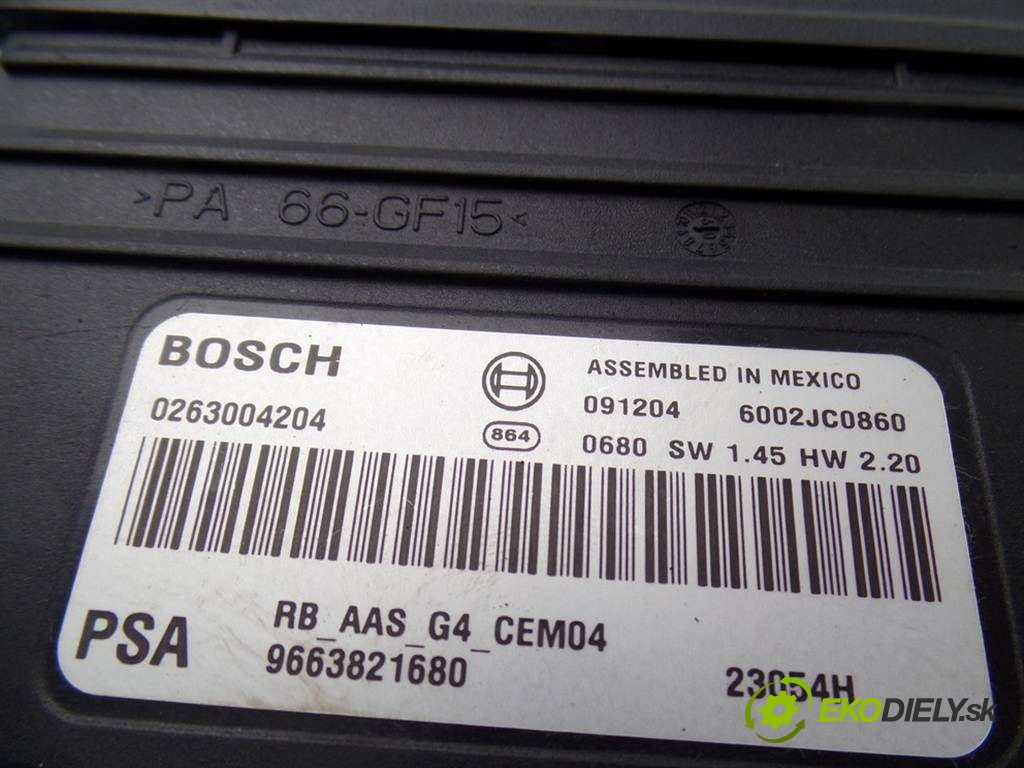 >PA 66-GF15<
BOSCH
ASSEMBLED IN MEXICO
0263004204
091204 6002JC0860
864
0680 SW 1.45 HW 2.20
PSA
RB_AAS_G4_CEM04
9663821680
23054H
EKODIELY.sk